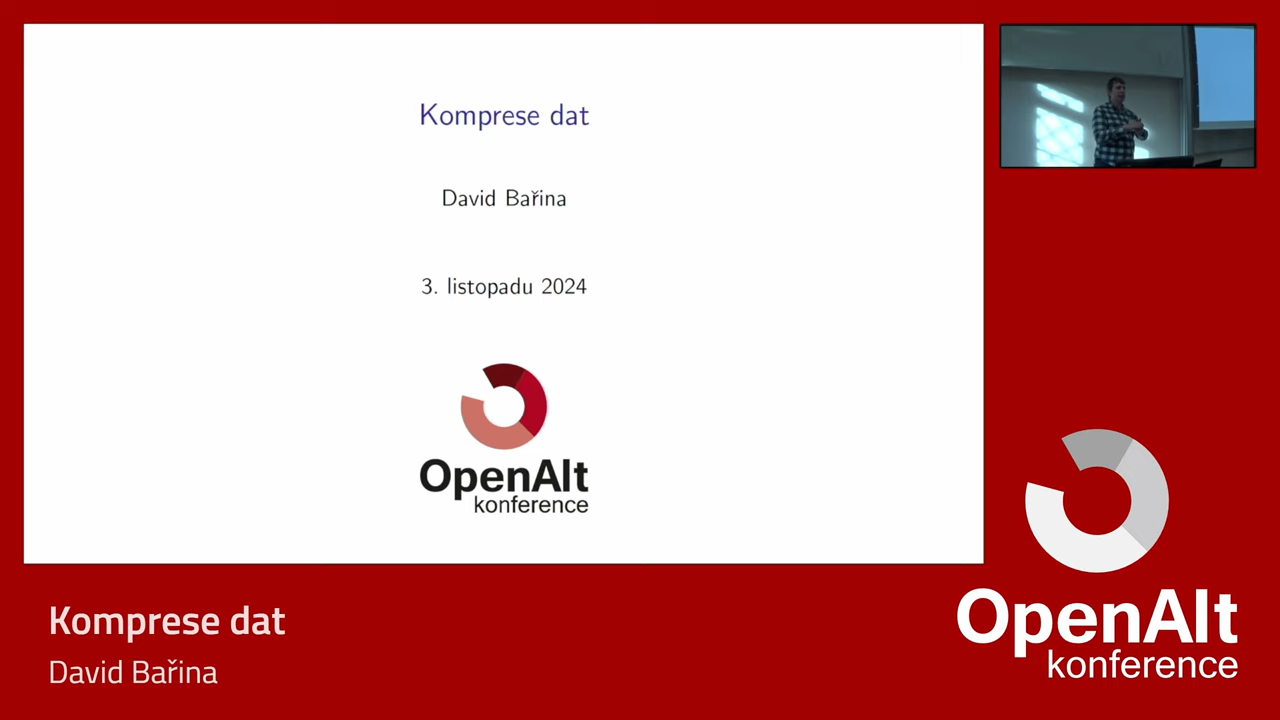 Komprese dat
David Bařina
3. listopadu 2024
OpenAlt
konference
Komprese dat
David Bařina
OpenAlt
konference